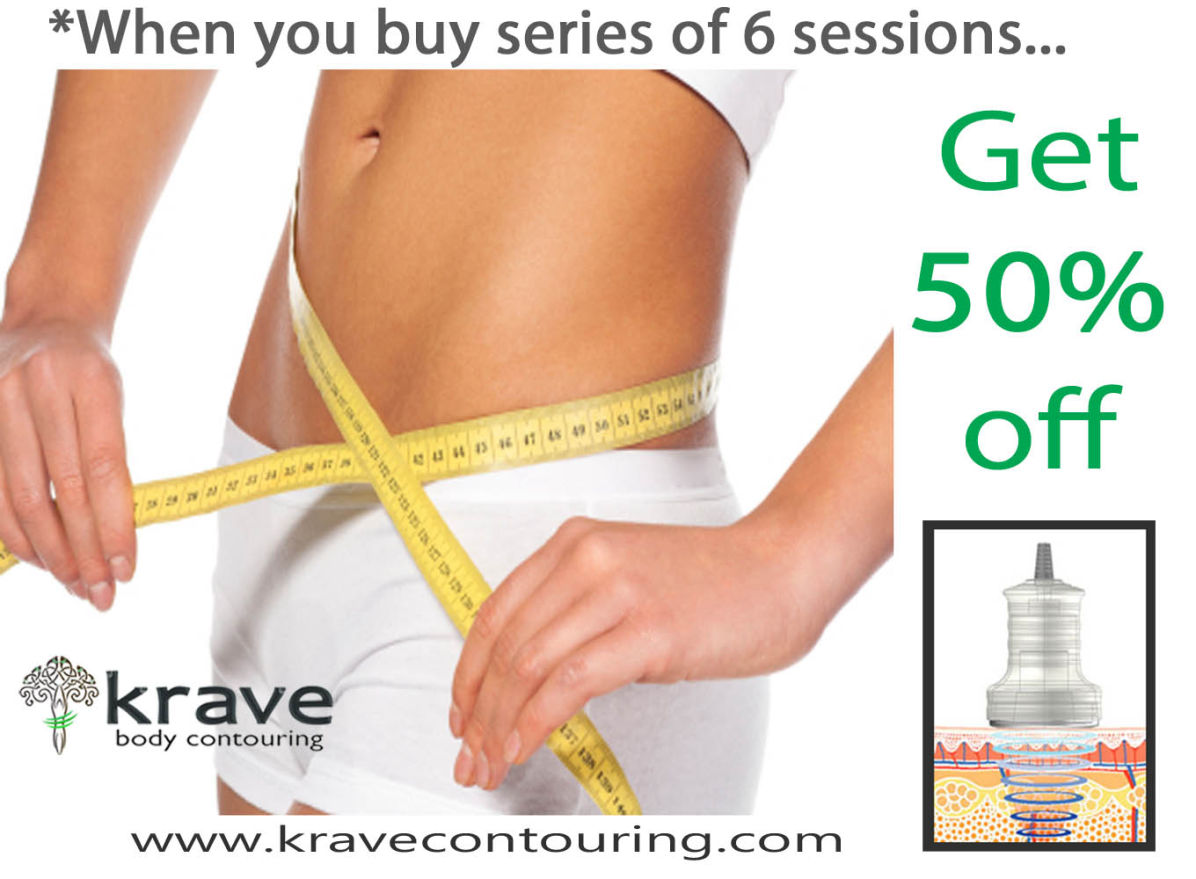 *When you buy series of 6 sessions...
Get
50%
off
krave
body contouring
www.kravecontouring.com